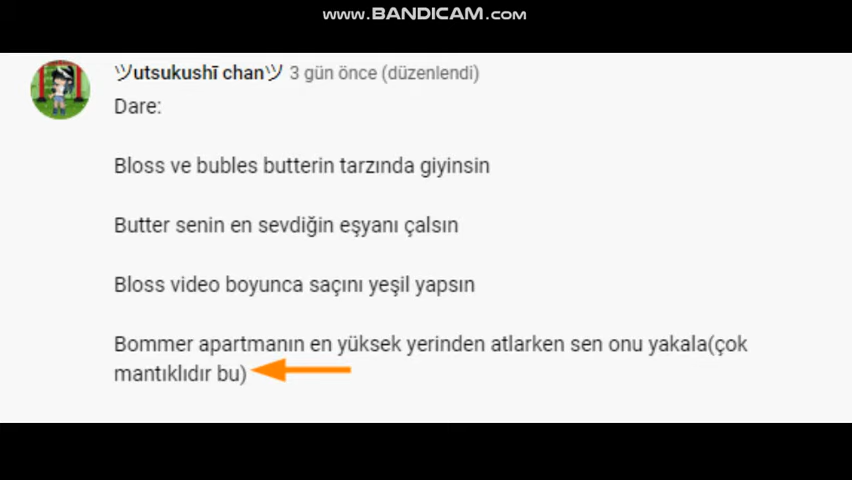 www.BANDICAM.com
ツutsukushī chanツ 3 gün önce (düzenlendi)
Dare:
Bloss ve bubles butterin tarzında giyinsin
Butter senin en sevdiğin eşyanı çalsın
Bloss video boyunca saçını yeşil yapsın
Bommer apartmanın en yüksek yerinden atlarken sen onu yakala(çok
mantıklıdır bu)